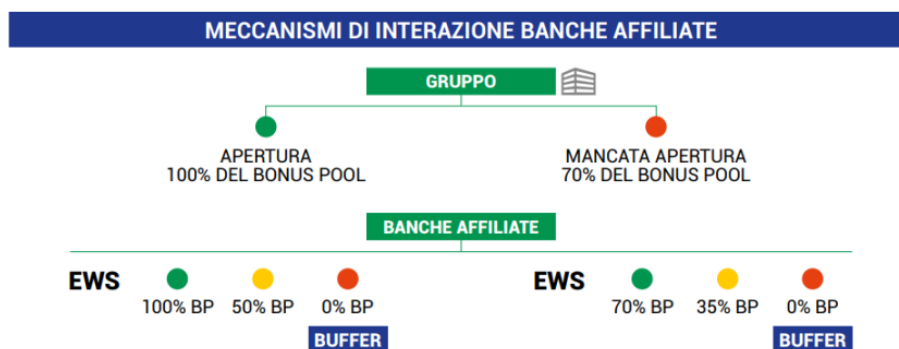 MECCANISMI DI INTERAZIONE BANCHE AFFILIATE
GRUPPO
APERTURA
100% DEL BONUS POOL
MANCATA APERTURA
70% DEL BONUS POOL
BANCHE AFFILIATE
EWS
100% BP
50% BP
0% BP
BUFFER
EWS
70% BP
35% BP
0% BP
BUFFER